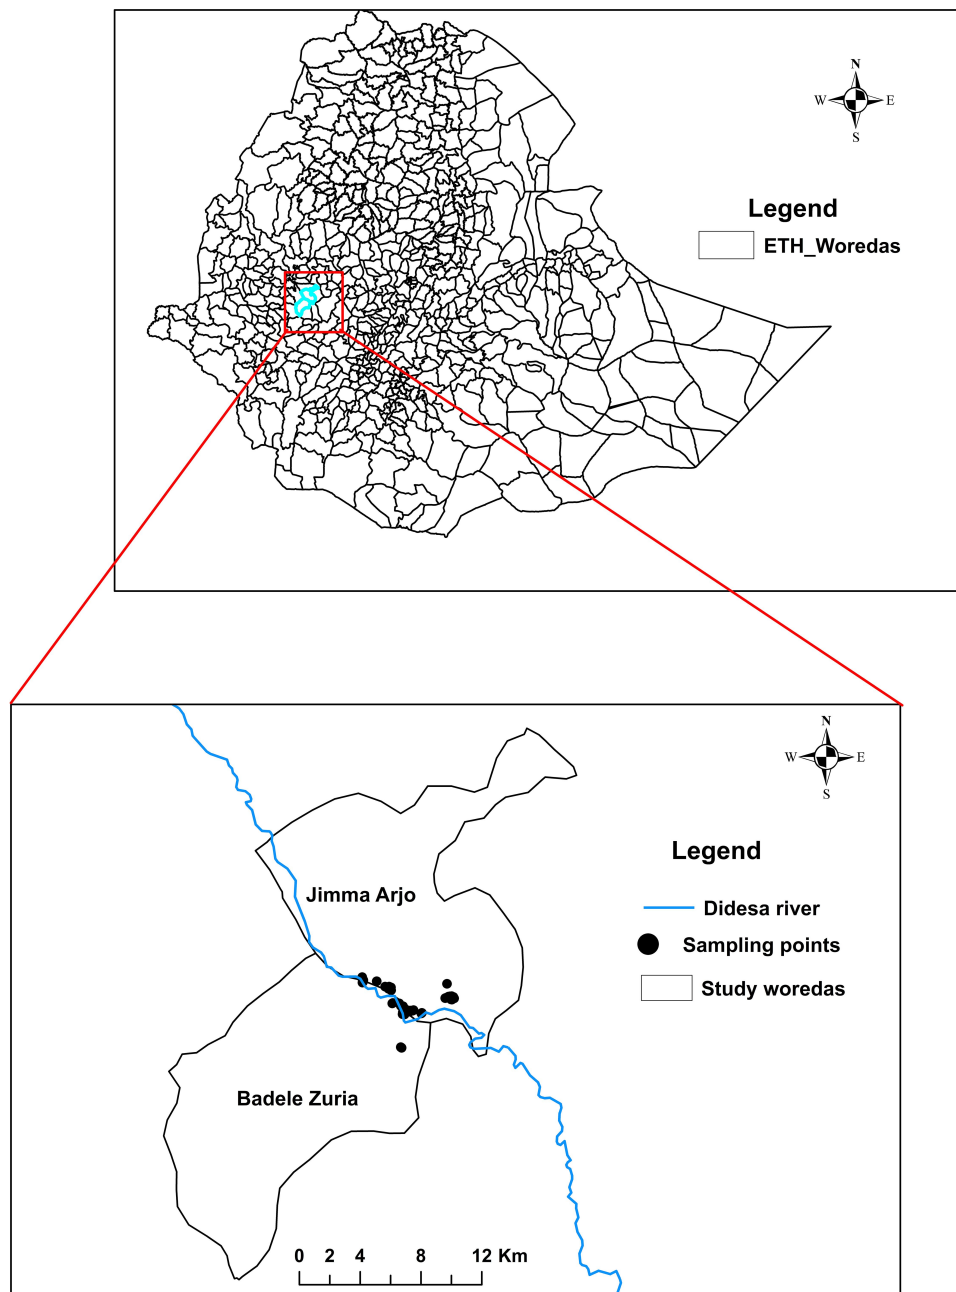 N
W E
S
Legend
ETH_Woredas
N
W E
S
Legend
Jimma Arjo
Didesa river
Sampling points
Study woredas
Badele Zuria
0 2 4 8 12 Km